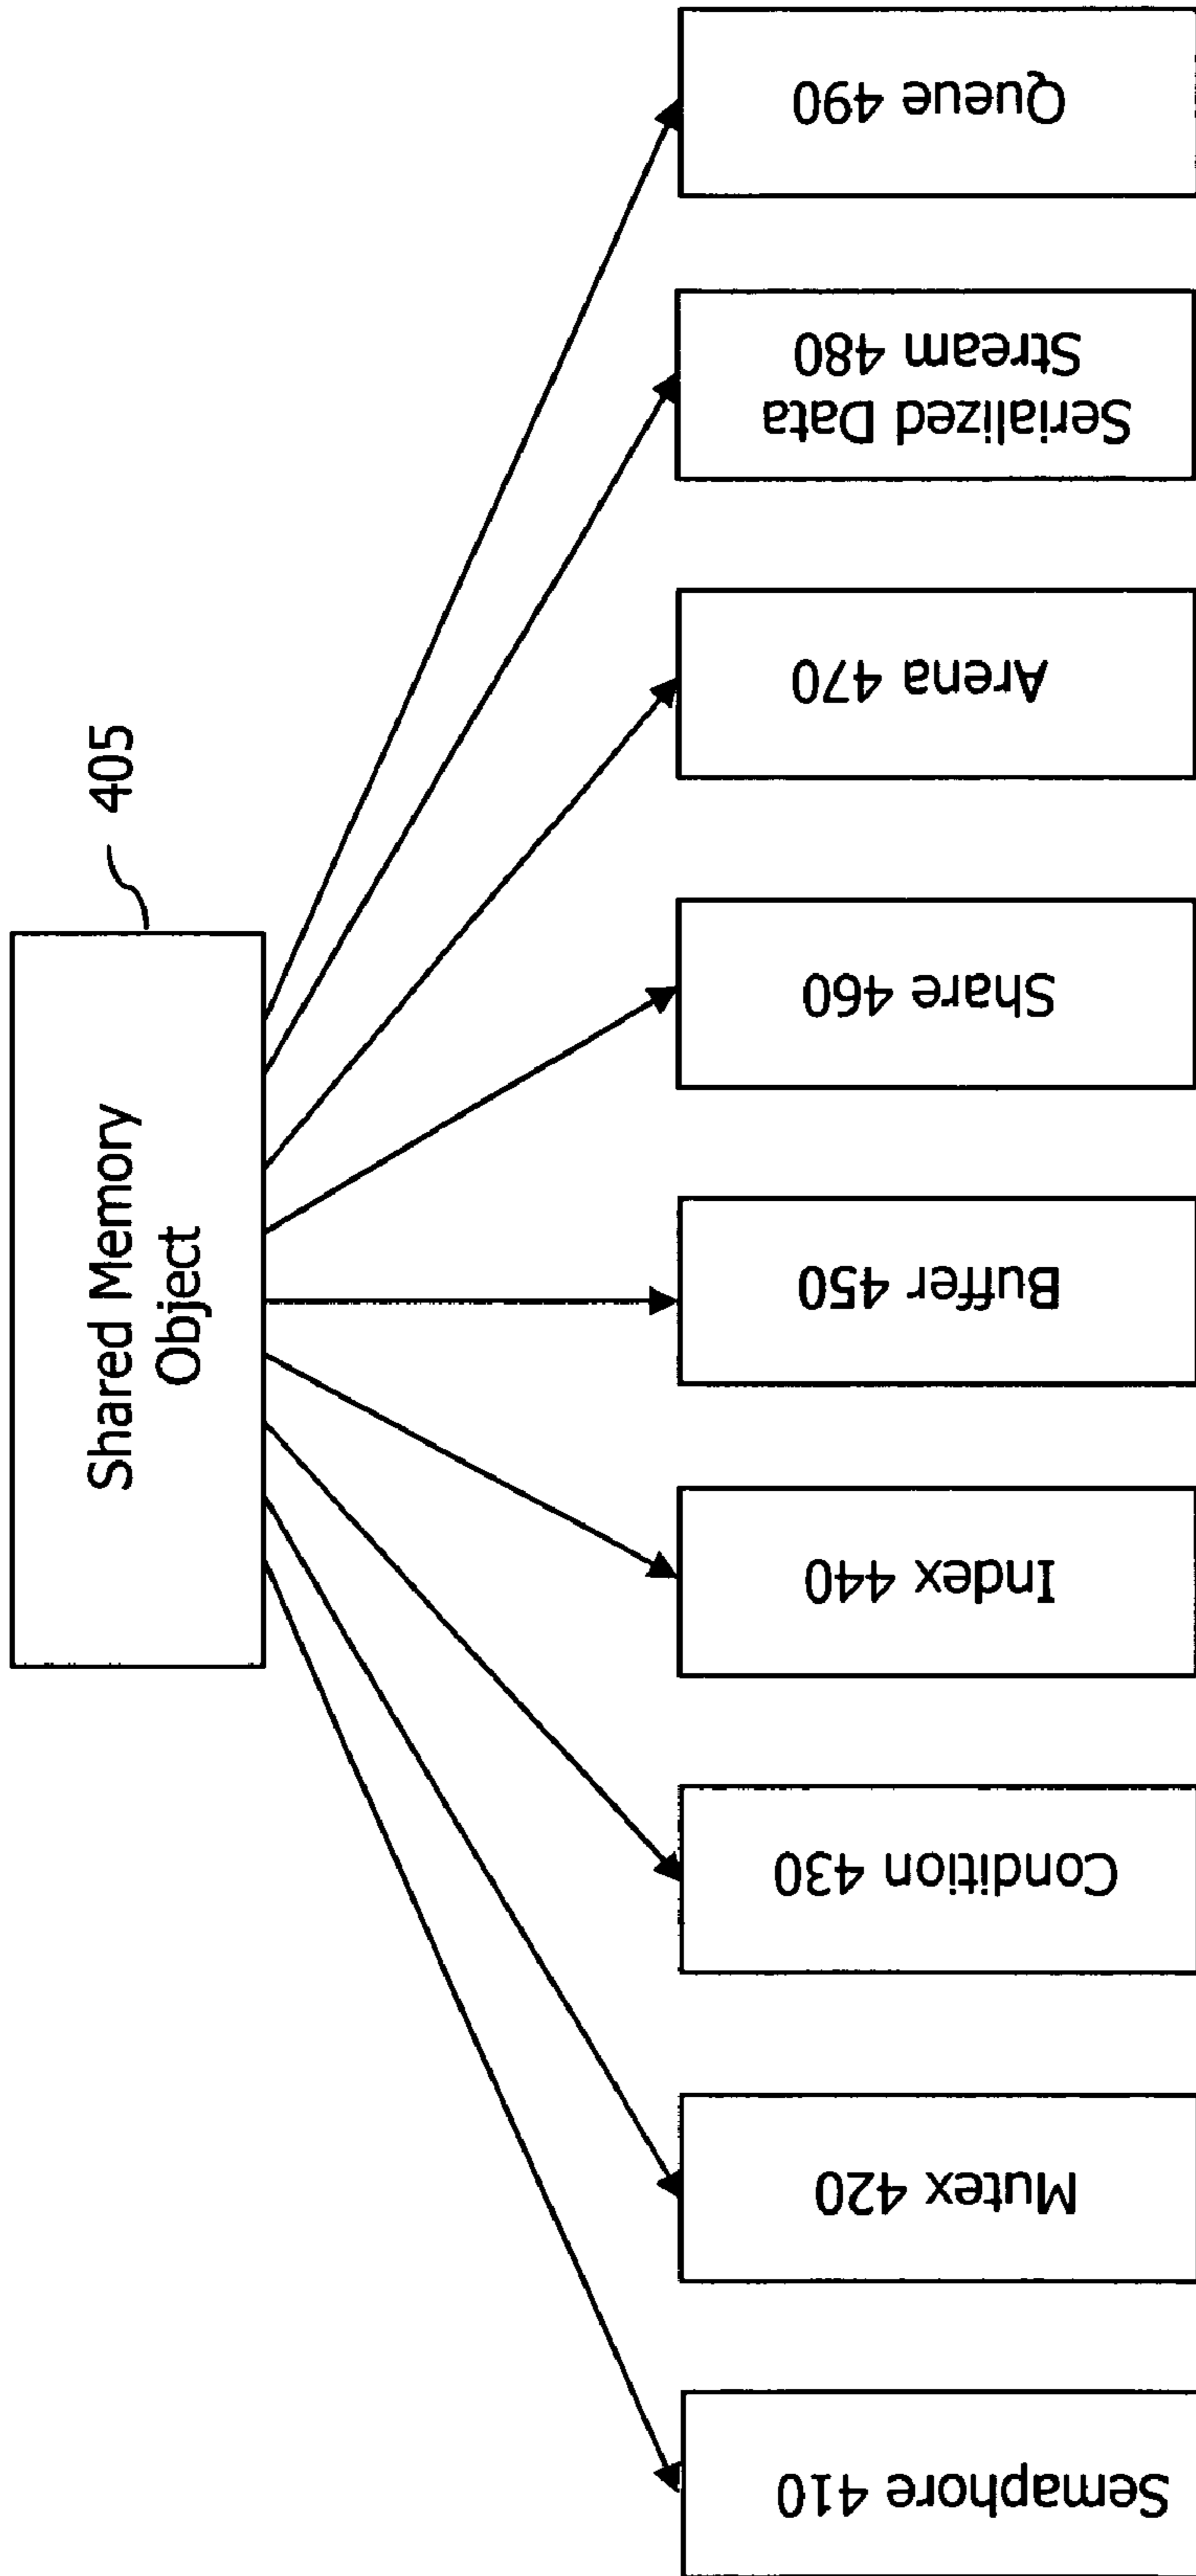 Shared Memory
Object
405
Semaphore 410
Mutex 420
Condition 430
Index 440
Buffer 450
Share 460
Arena 470
Serialized Data
Stream 480
Queue 490